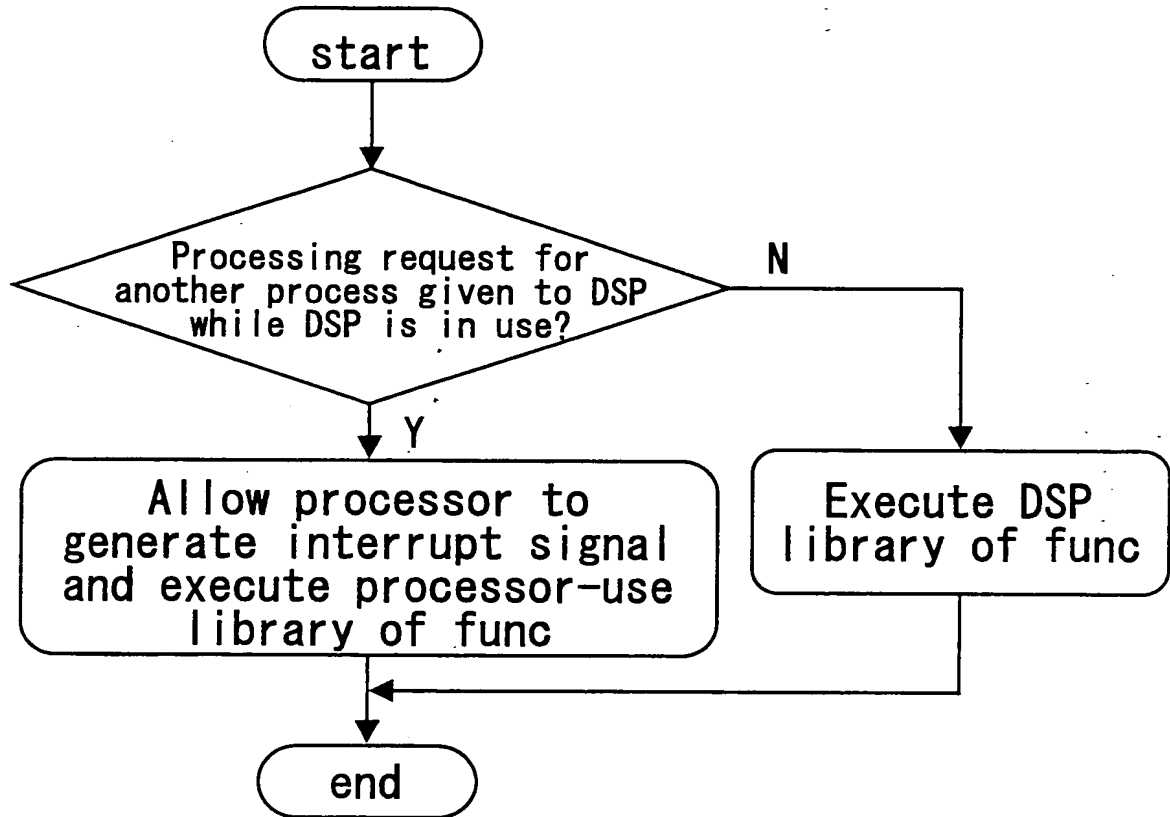 start
Processing request for
another process given to DSP
while DSP is in use?
N
Y
Allow processor to
generate interrupt signal
and execute processor-use
library of func
Execute DSP
library of func
end